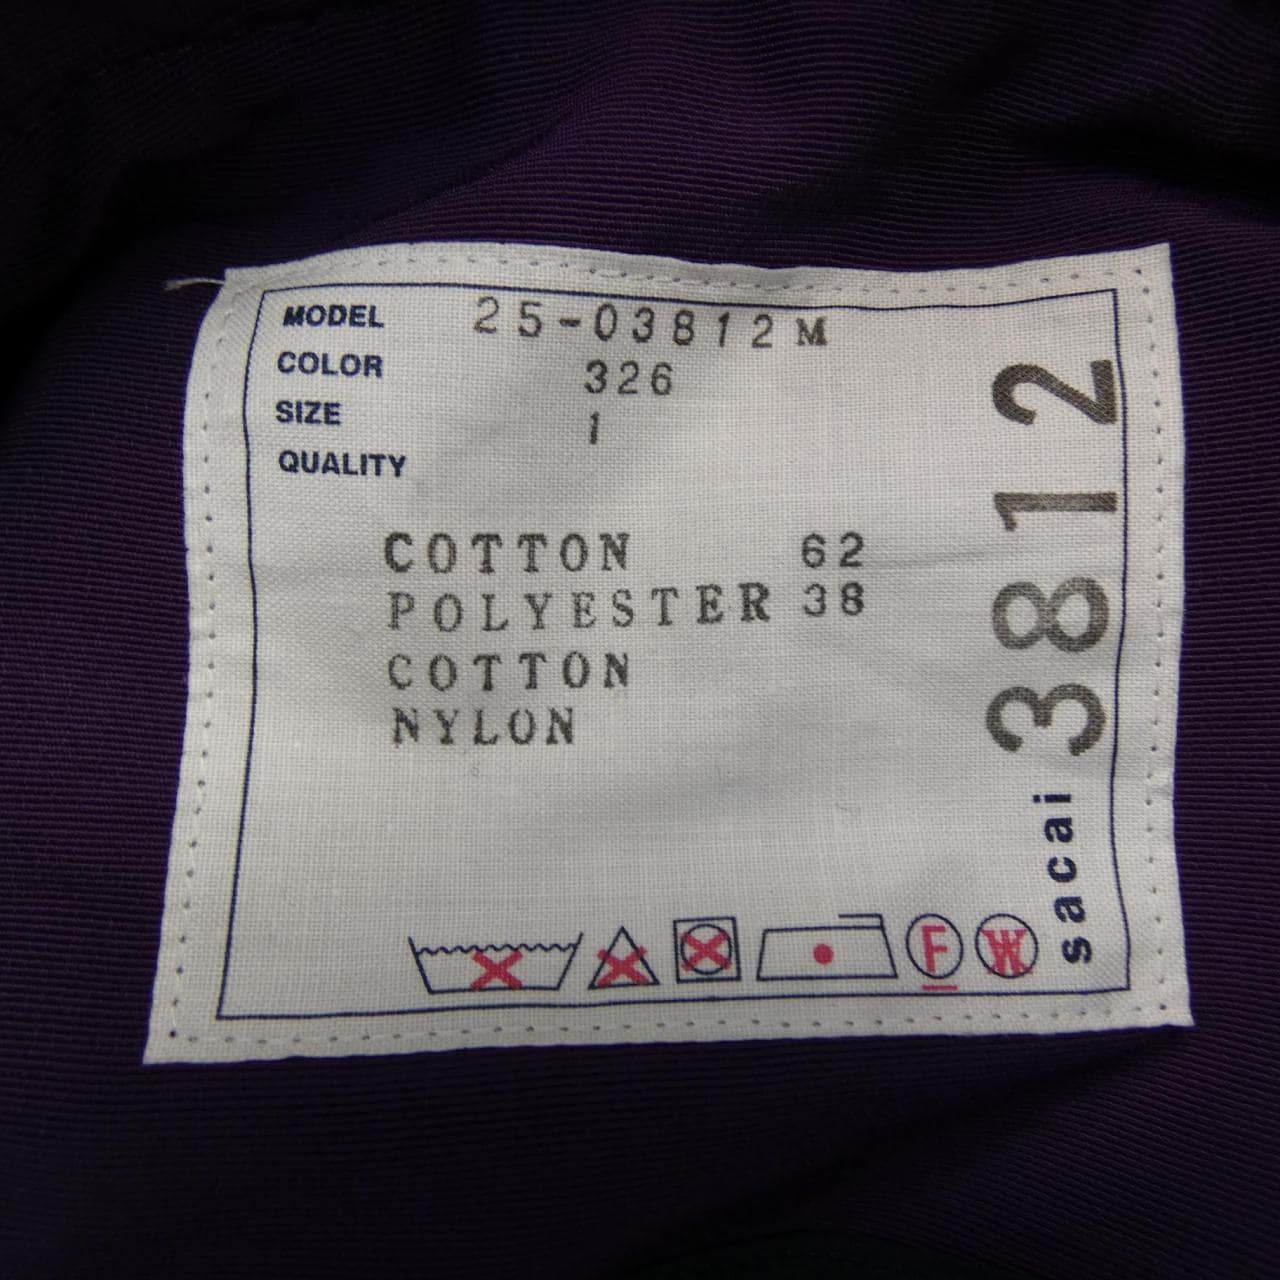 MODEL 25-03812M
COLOR 326
SIZE 1
QUALITY
COTTON 62
POLYESTER 38
COTTON
NYLON
F W
sacai 3812